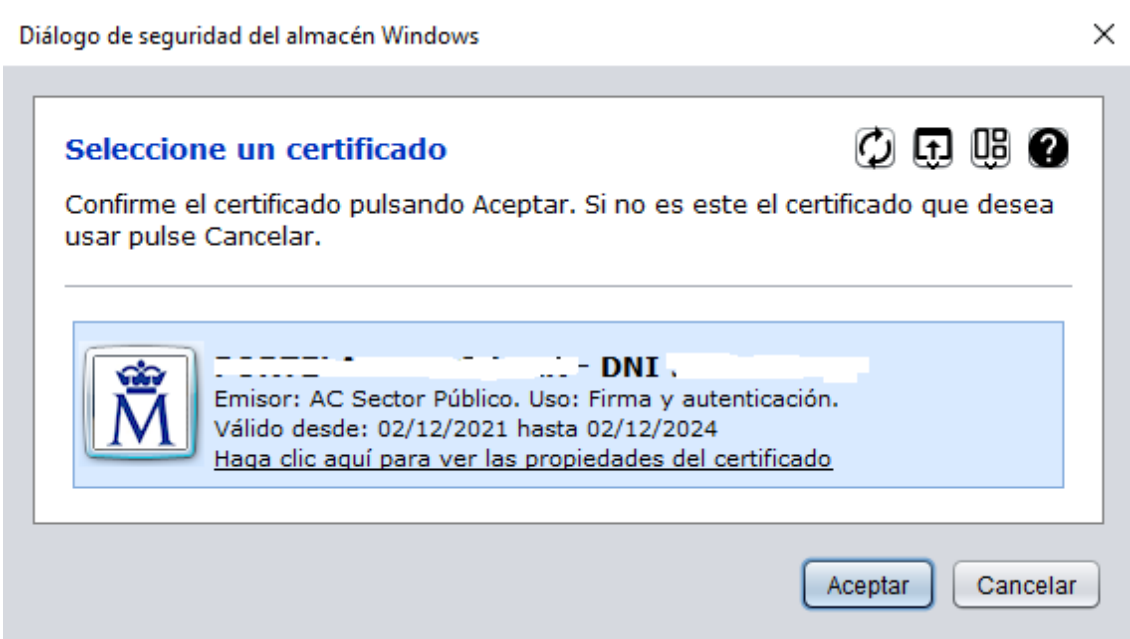 Diálogo de seguridad del almacén Windows
Seleccione un certificado
Confirme el certificado pulsando Aceptar. Si no es este el certificado que desea
usar pulse Cancelar.
- DNI
Emisor: AC Sector Público. Uso: Firma y autenticación.
Válido desde: 02/12/2021 hasta 02/12/2024
Haga clic aquí para ver las propiedades del certificado
Aceptar
Cancelar